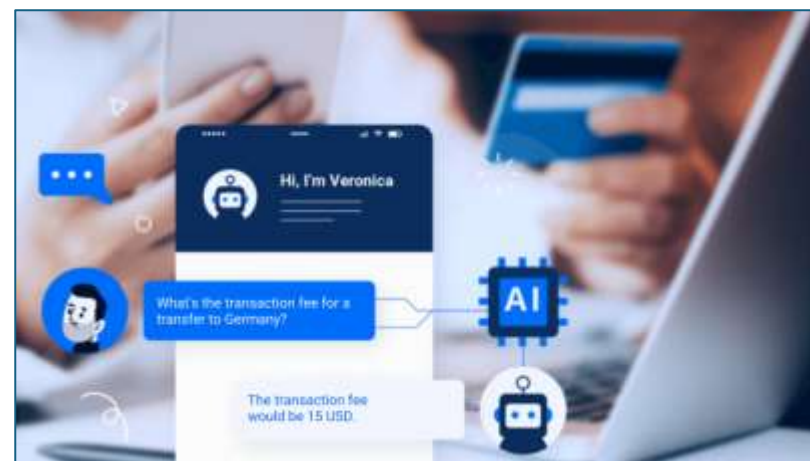 Hi, I'm Veronica
What's the transaction fee for a
transfer to Germany?
AI
The transaction fee
would be 15 USD.